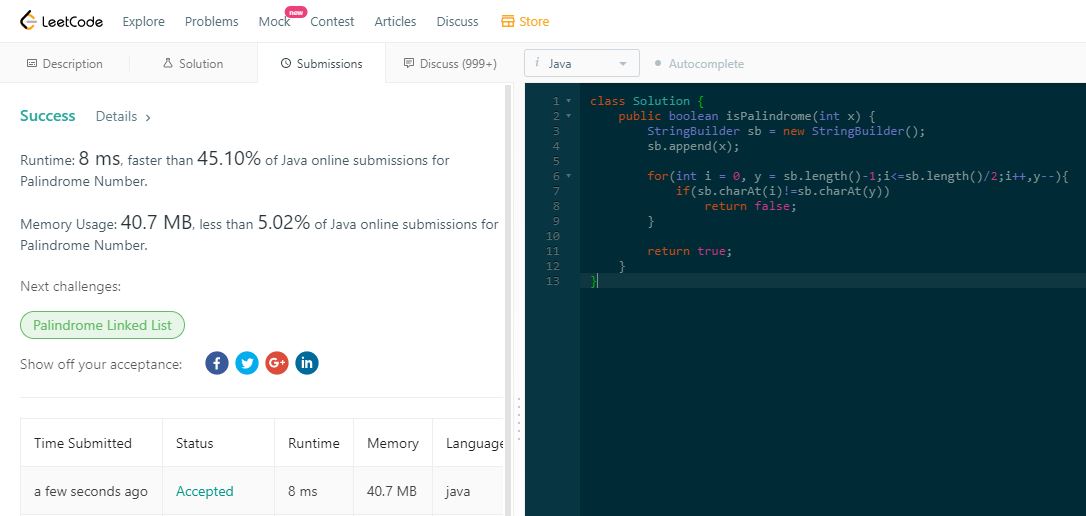 LeetCode Explore Problems Mock new Contest Articles Discuss Store
Description Solution Submissions Discuss (999+)
i Java Autocomplete
Success Details >
Runtime: 8 ms, faster than 45.10% of Java online submissions for
Palindrome Number.
Memory Usage: 40.7 MB, less than 5.02% of Java online submissions for
Palindrome Number.
Next challenges:
Palindrome Linked List
Show off your acceptance: f G+ in
Time Submitted Status Runtime Memory Language
a few seconds ago Accepted 8 ms 40.7 MB java
1 class Solution {
2 public boolean isPalindrome(int x) {
3 StringBuilder sb = new StringBuilder();
4 sb.append(x);
5
6 for(int i = 0, y = sb.length()-1;i<=sb.length()/2;i++,y--){
7 if(sb.charAt(i)!=sb.charAt(y))
8 return false;
9 }
10
11 return true;
12 }
13 }